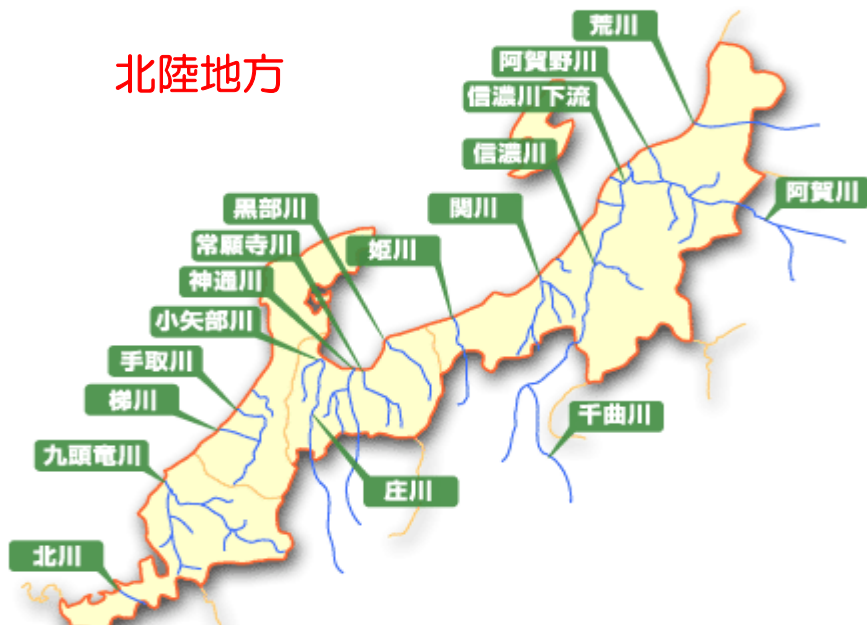 北陸地方
荒川
阿賀野川
信濃川下流
信濃川
阿賀川
黒部川
関川
常願寺川
姫川
神通川
小矢部川
手取川
梯川
千曲川
九頭竜川
庄川
北川